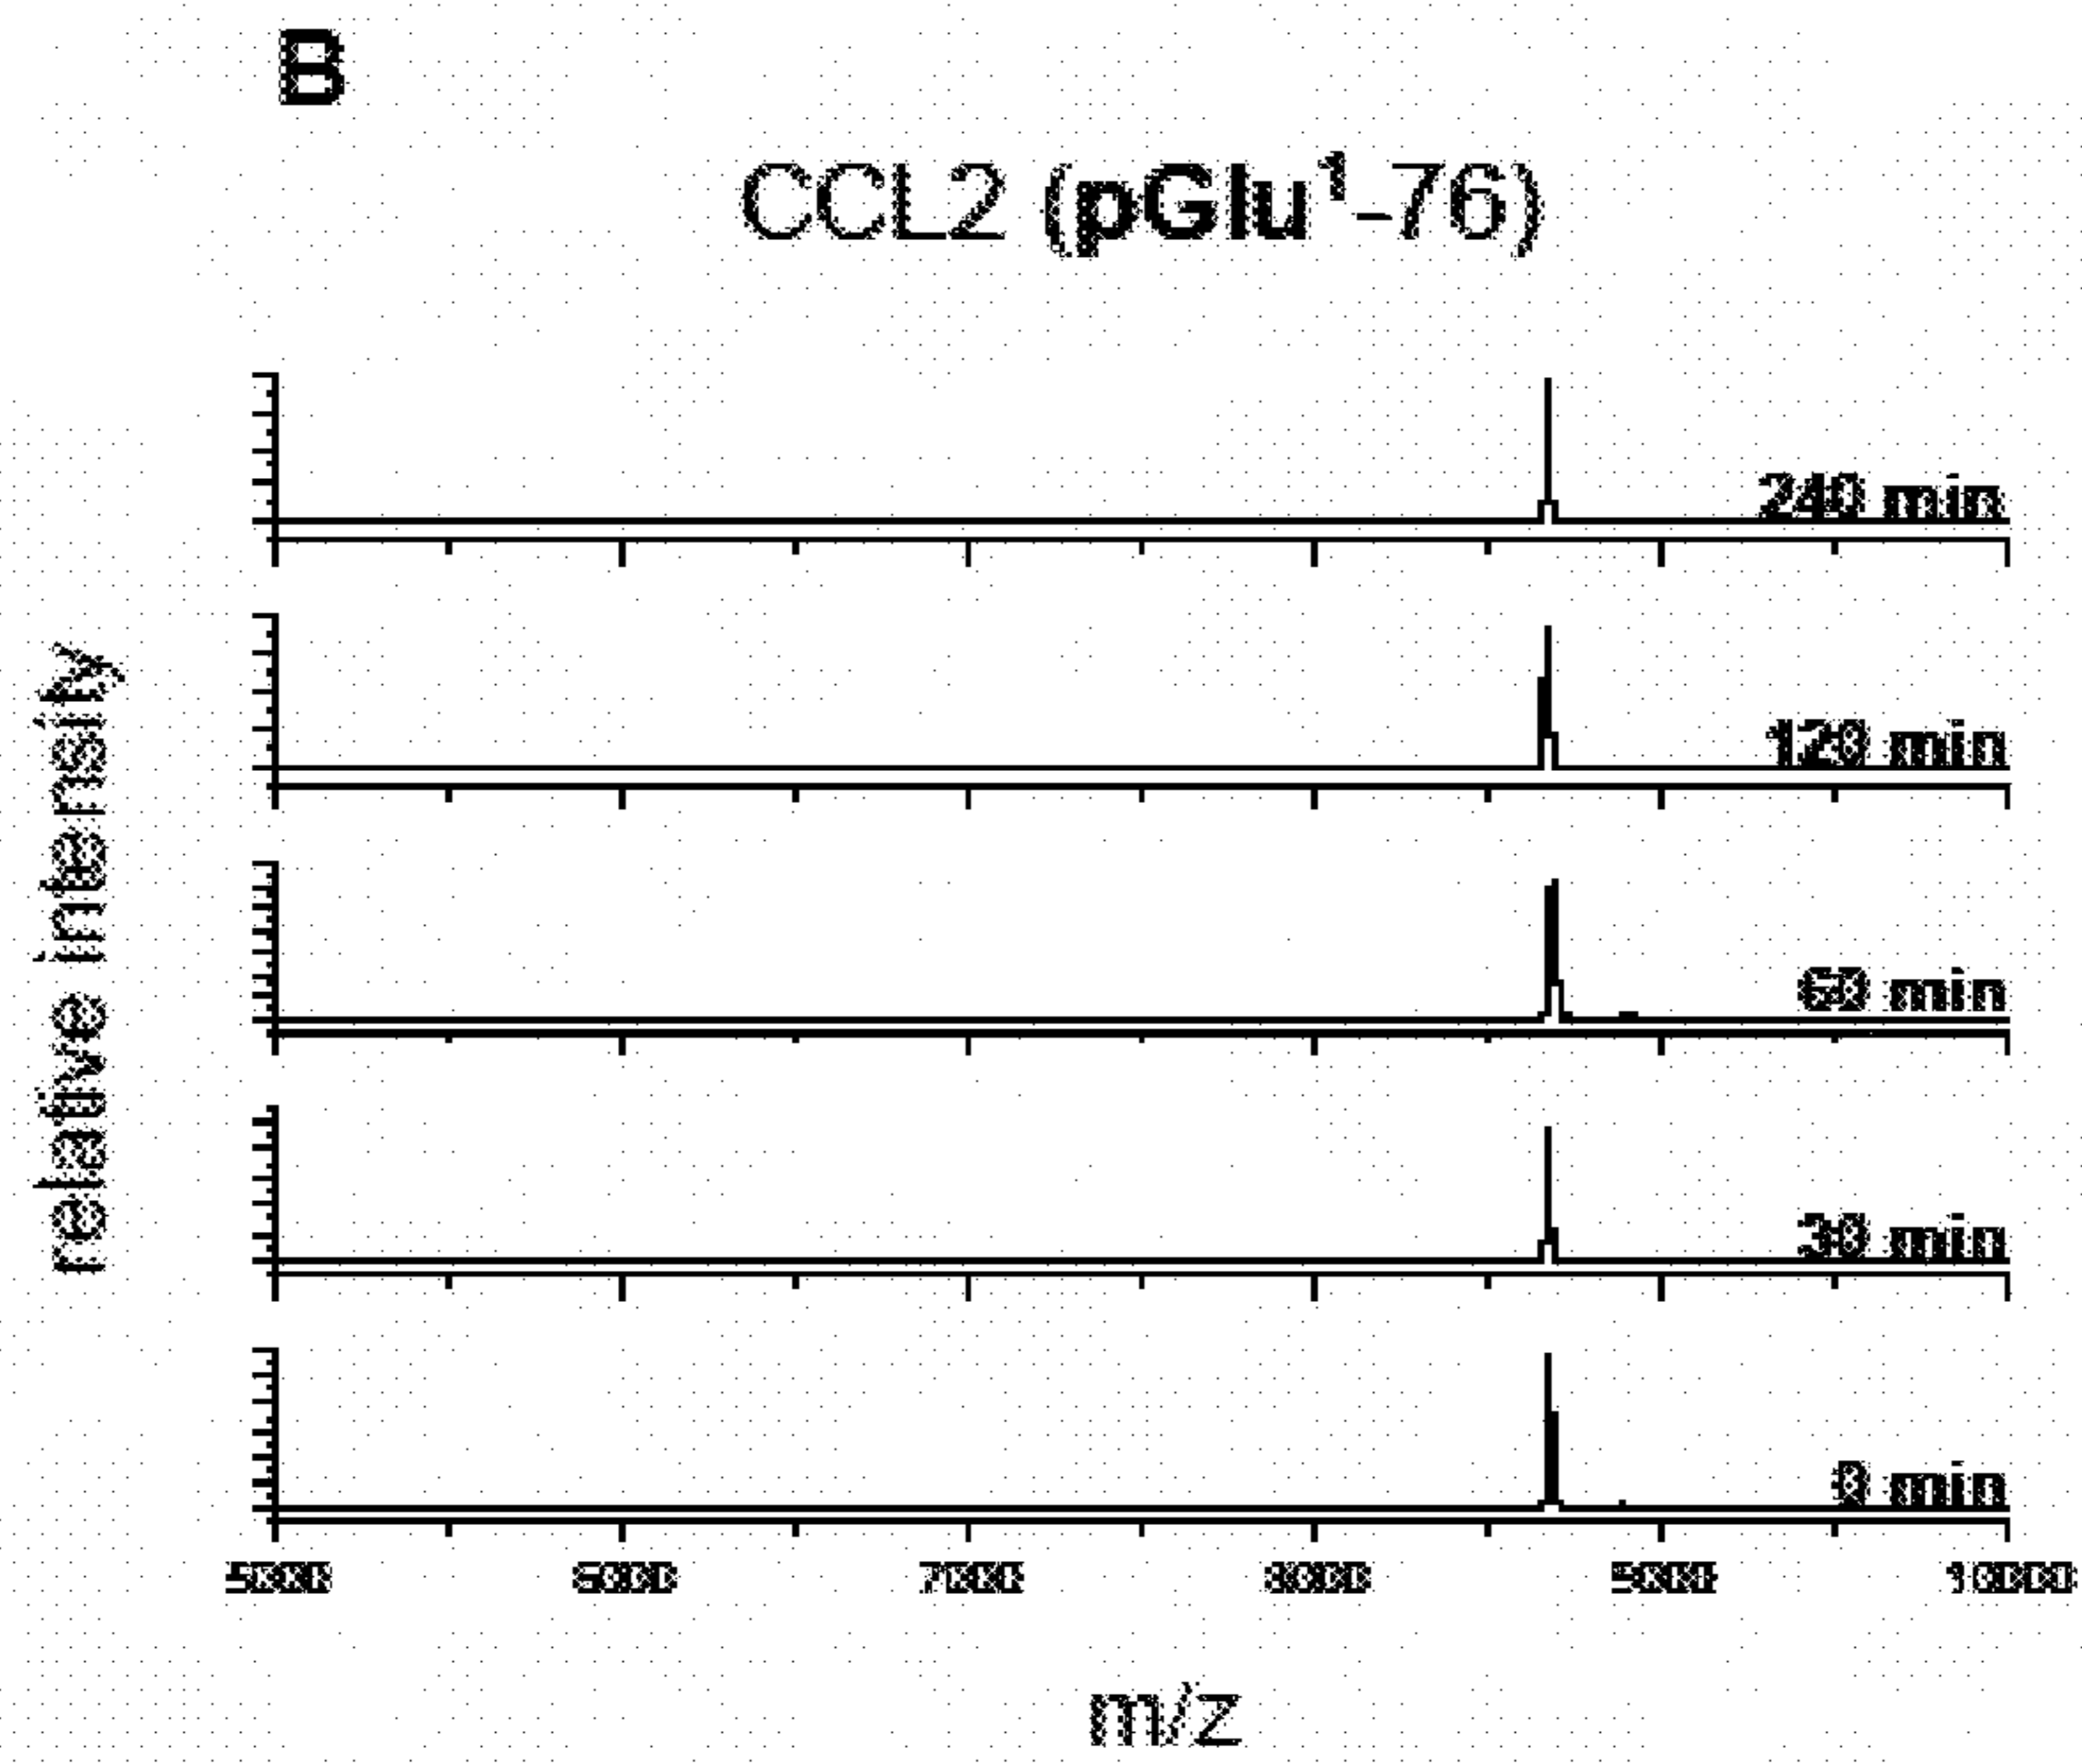 B
CCL2 (pGlu¹-76)
240 min
120 min
60 min
30 min
0 min
relative intensity
5000 6000 7000 8000 9000 10000
m/z